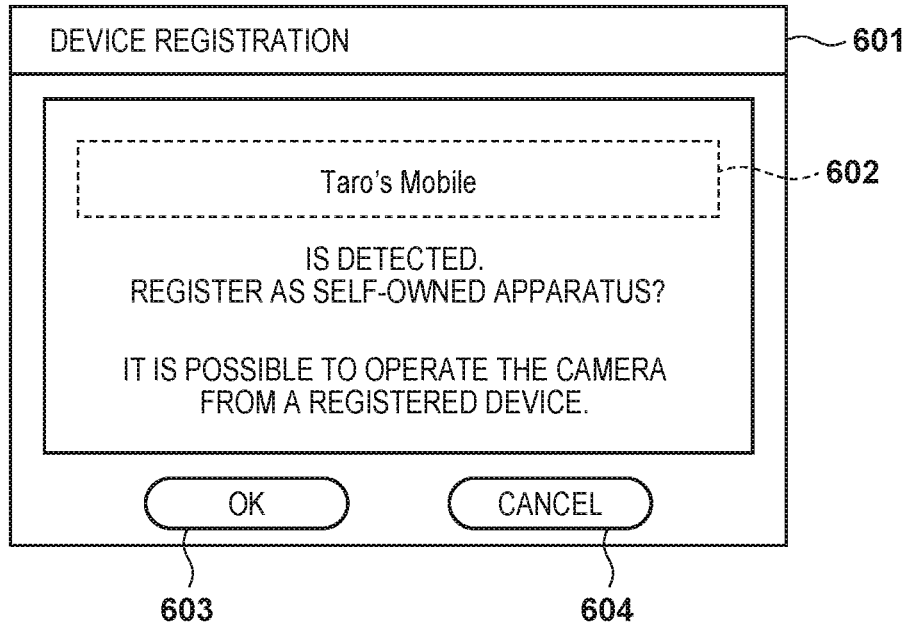 DEVICE REGISTRATION
601
Taro's Mobile
602
IS DETECTED.
REGISTER AS SELF-OWNED APPARATUS?
IT IS POSSIBLE TO OPERATE THE CAMERA
FROM A REGISTERED DEVICE.
OK
CANCEL
603
604